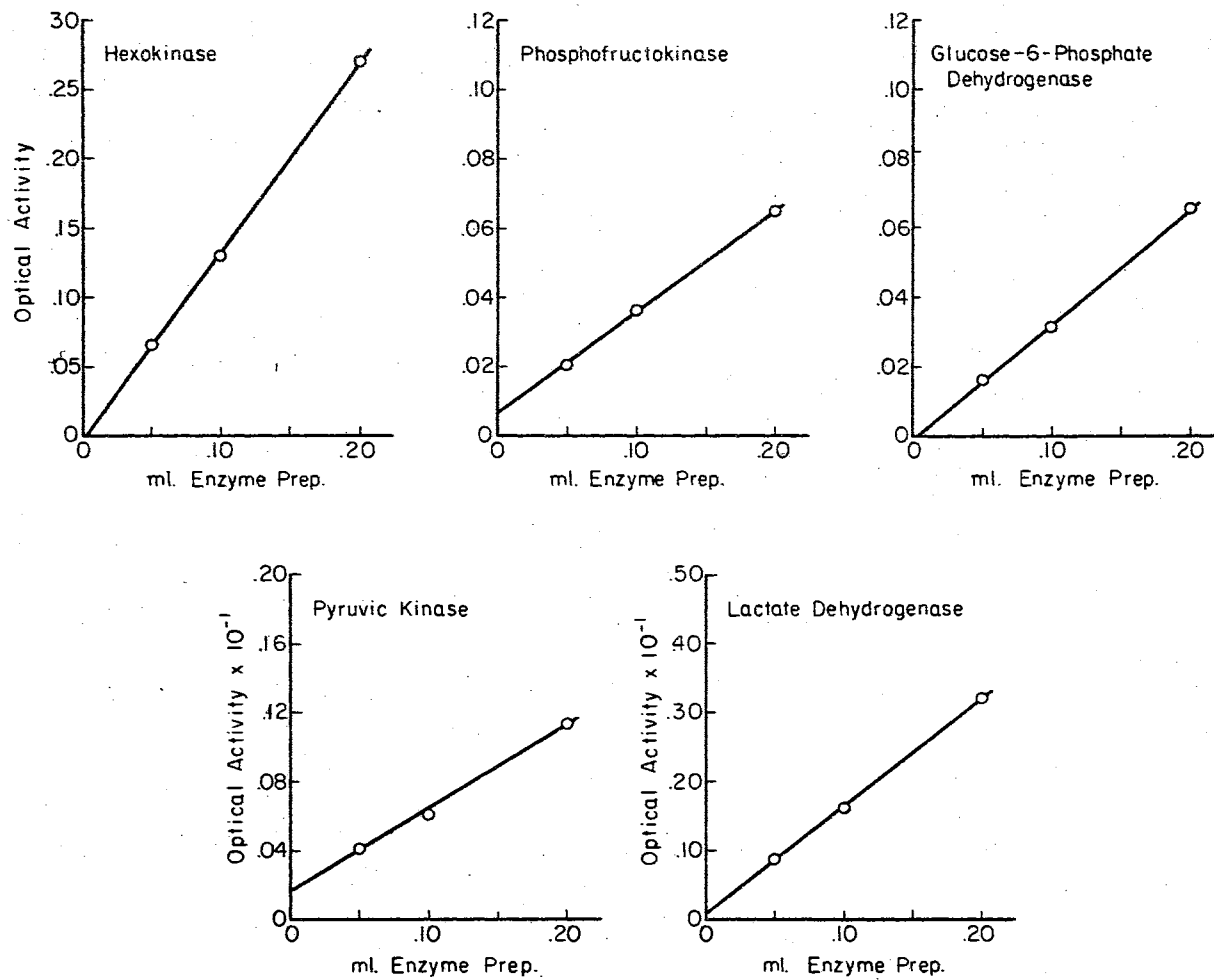 Hexokinase
Optical Activity
.30
.25
.20
.15
.10
.05
0
0 .10 .20
ml. Enzyme Prep.
Phosphofructokinase
.12
.10
.08
.06
.04
.02
0
0 .10 .20
ml. Enzyme Prep.
Glucose-6-Phosphate
Dehydrogenase
.12
.10
.08
.06
.04
.02
0
0 .10 .20
ml. Enzyme Prep.
Pyruvic Kinase
Optical Activity x 10⁻¹
.20
.16
.12
.08
.04
0
0 .10 .20
ml. Enzyme Prep.
Lactate Dehydrogenase
Optical Activity x 10⁻¹
.50
.40
.30
.20
.10
0
0 .10 .20
ml. Enzyme Prep.